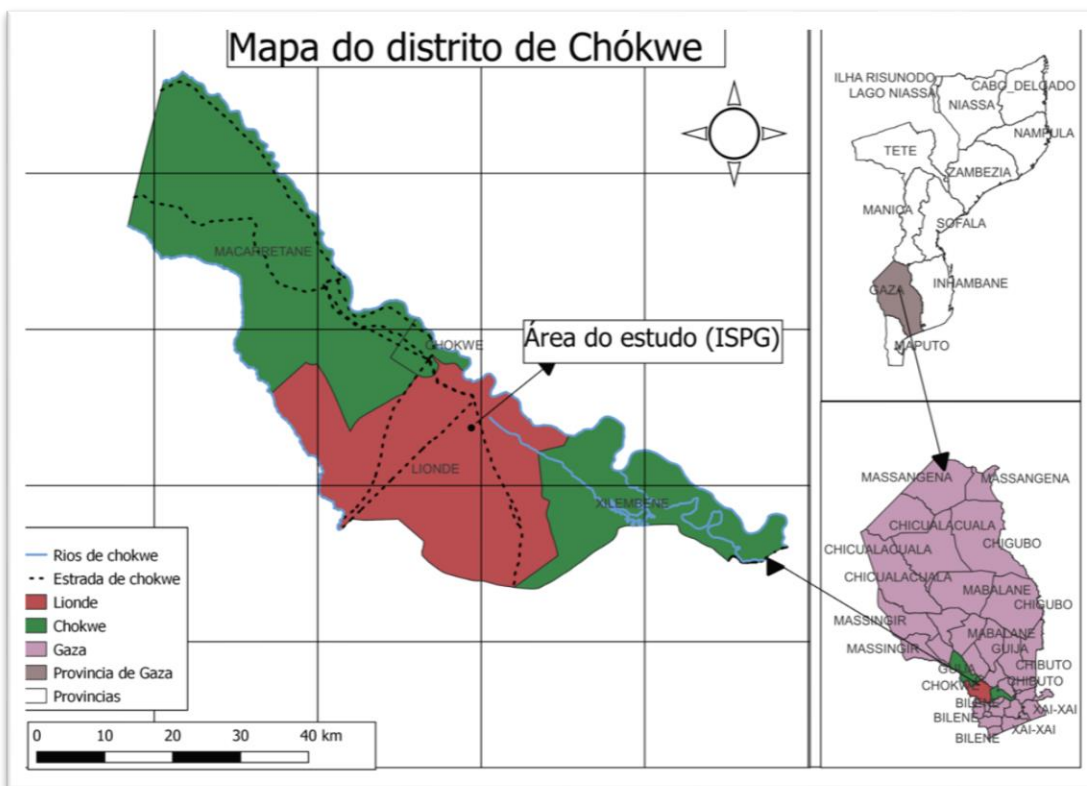 Mapa do distrito de Chókwe
MACARRETANE
CHOKWE
Área do estudo (ISPG)
LIONDE
XILEMBENE
Rios de chokwe
Estrada de chokwe
Lionde
Chokwe
Gaza
Provincia de Gaza
Provincias
0 10 20 30 40 km
ILHA RISUNODO
LAGO NIASSA
CABO_DELGADO
NIASSA
NAMPULA
TETE
ZAMBEZIA
MANICA
SOFALA
INHAMBANE
GAZA
MAPUTO
MASSANGENA
MASSANGENA
CHICUALACUALA
CHIGUBO
CHICUALACUALA
CHICUALACUALA
MABALANE
CHIGUBO
MASSINGIR
MABALANE
MASSINGIR
GUIJA
GUIJA
CHIBUTO
CHOKWE
CHIBUTO
BILENE
XAI-XAI
BILENE
XAI-XAI
BILENE